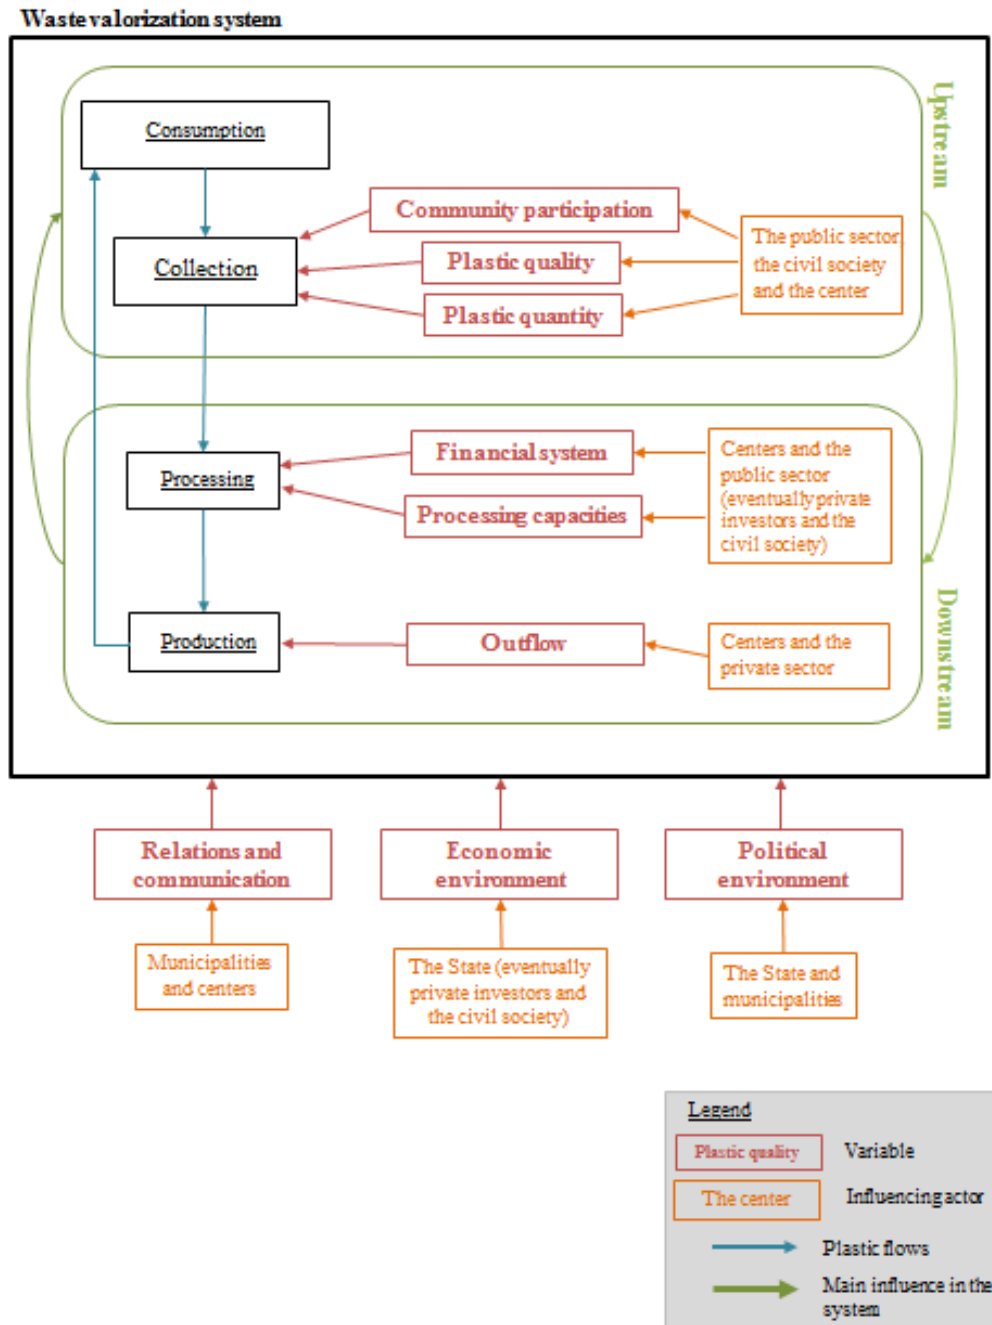 Waste valorization system
Upstream
Consumption
Community participation
The public sector,
the civil society
and the center
Collection
Plastic quality
Plastic quantity
Financial system
Centers and the
public sector
(eventually private
investors and the
civil society)
Processing
Processing capacities
Downstream
Production
Outflow
Centers and the
private sector
Relations and
communication
Economic
environment
Political
environment
Municipalities
and centers
The State (eventually
private investors and
the civil society)
The State and
municipalities
Legend
Plastic quality
Variable
The center
Influencing actor
Plastic flows
Main influence in the
system